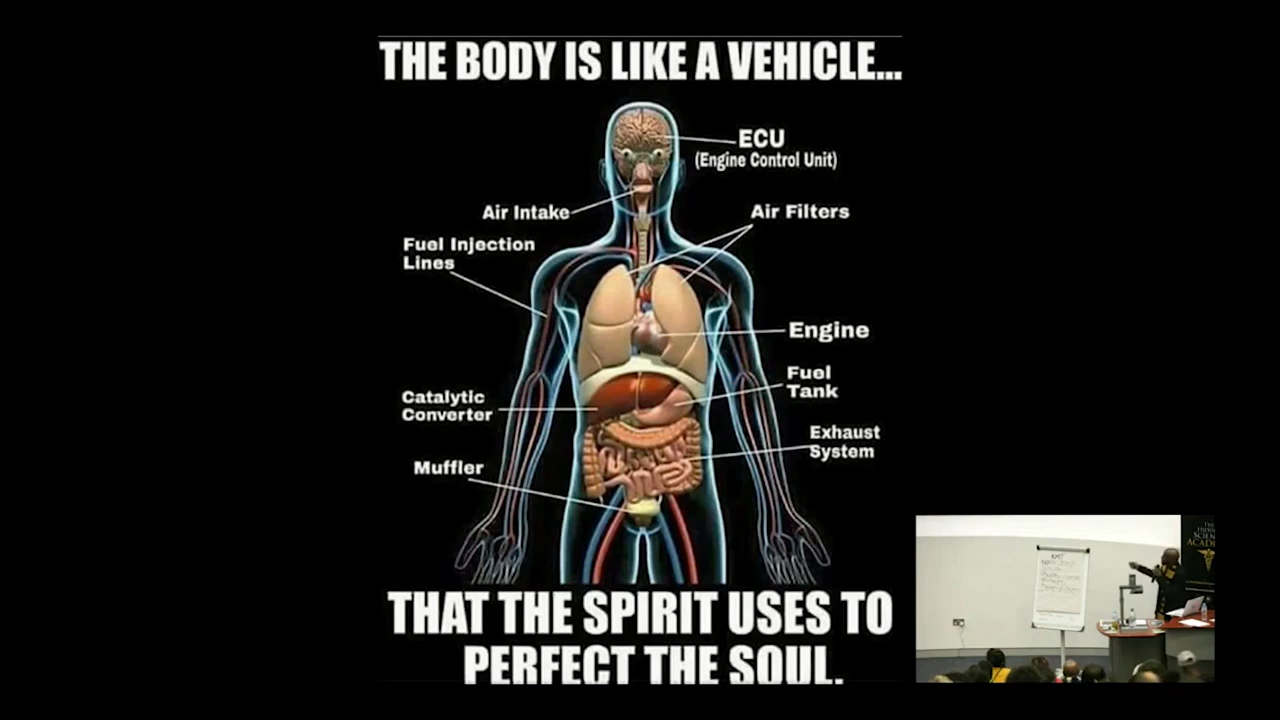 THE BODY IS LIKE A VEHICLE...
ECU
(Engine Control Unit)
Air Intake
Air Filters
Fuel Injection
Lines
Engine
Fuel
Tank
Catalytic
Converter
Exhaust
System
Muffler
THAT THE SPIRIT USES TO
PERFECT THE SOUL.